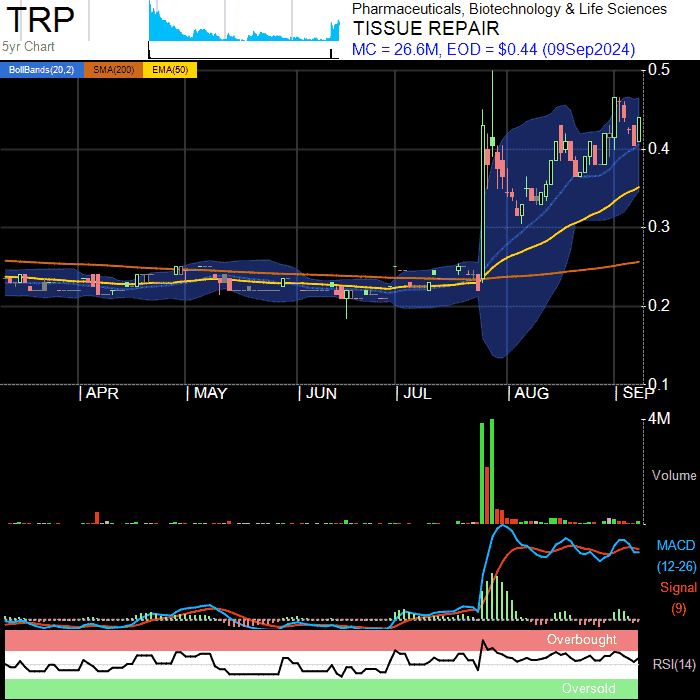 TRP
5yr Chart
Pharmaceuticals, Biotechnology & Life Sciences
TISSUE REPAIR
MC = 26.6M, EOD = $0.44 (09Sep2024)
BollBands(20,2) SMA(200) EMA(50)
0.5
0.4
0.3
0.2
0.1
APR MAY JUN JUL AUG SEP
4M
Volume
MACD
(12-26)
Signal
(9)
Overbought
RSI(14)
Oversold